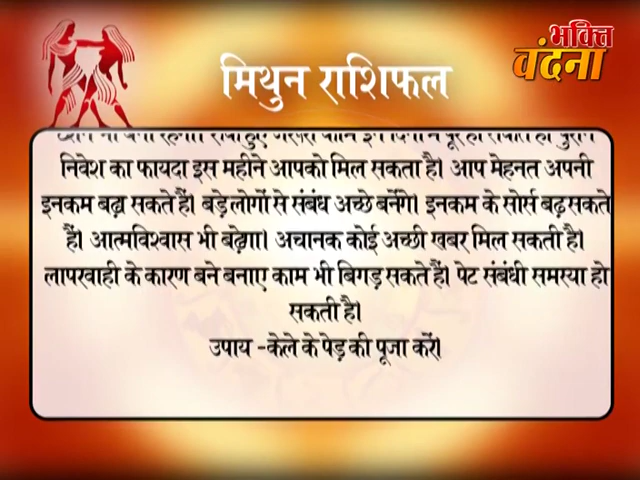 भक्ति
वंदना
मिथुन राशिफल
निवेश का फायदा इस महीने आपको मिल सकता है। आप मेहनत अपनी
इनकम बढ़ा सकते हैं। बड़े लोगों से संबंध अच्छे बनेंगे। इनकम के सोर्स बढ़ सकते
हैं। आत्मविश्वास भी बढ़ेगा। अचानक कोई अच्छी खबर मिल सकती है।
लापरवाही के कारण बने बनाए काम भी बिगड़ सकते हैं। पेट संबंधी समस्या हो
सकती है।
उपाय -केले के पेड़ की पूजा करें।